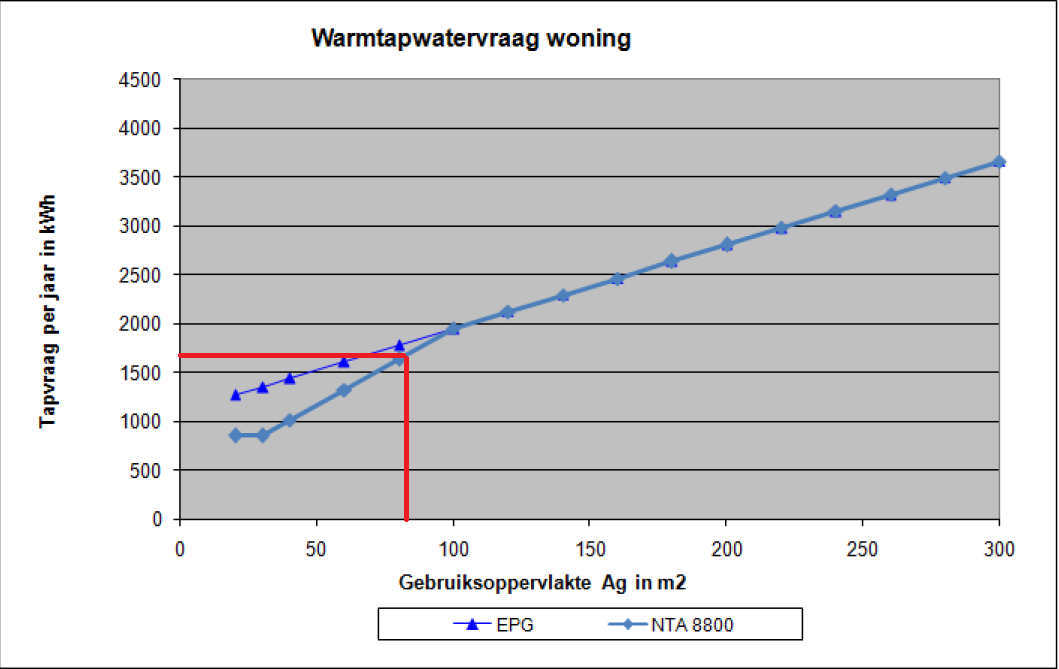 Warmtapwatervraag woning
4500
4000
3500
3000
2500
2000
1500
1000
500
0
Tapvraag per jaar in kWh
0 50 100 150 200 250 300
Gebruiksoppervlakte Ag in m2
EPG NTA 8800